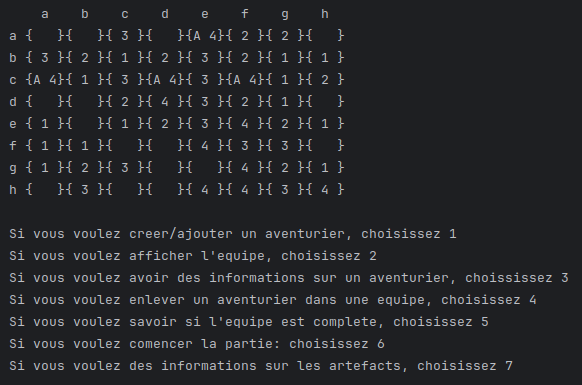 a   b   c   d   e   f   g   h
a {   }{   }{ 3 }{   }{A 4}{ 2 }{ 2 }{   }
b { 3 }{ 2 }{ 1 }{ 2 }{ 3 }{ 2 }{ 1 }{ 1 }
c {A 4}{ 1 }{ 3 }{A 4}{ 3 }{A 4}{ 1 }{ 2 }
d {   }{   }{ 2 }{ 4 }{ 3 }{ 2 }{ 1 }{   }
e { 1 }{   }{ 1 }{ 2 }{ 3 }{ 4 }{ 2 }{ 1 }
f { 1 }{ 1 }{   }{   }{ 4 }{ 3 }{ 3 }{   }
g { 1 }{ 2 }{ 3 }{   }{   }{ 4 }{ 2 }{ 1 }
h {   }{ 3 }{   }{   }{ 4 }{ 4 }{ 3 }{ 4 }
Si vous voulez creer/ajouter un aventurier, choisissez 1
Si vous voulez afficher l'equipe, choisissez 2
Si vous voulez avoir des informations sur un aventurier, choississez 3
Si vous voulez enlever un aventurier dans une equipe, choisissez 4
Si vous voulez savoir si l'equipe est complete, choisissez 5
Si vous voulez comencer la partie: choisissez 6
Si vous voulez des informations sur les artefacts, choisissez 7